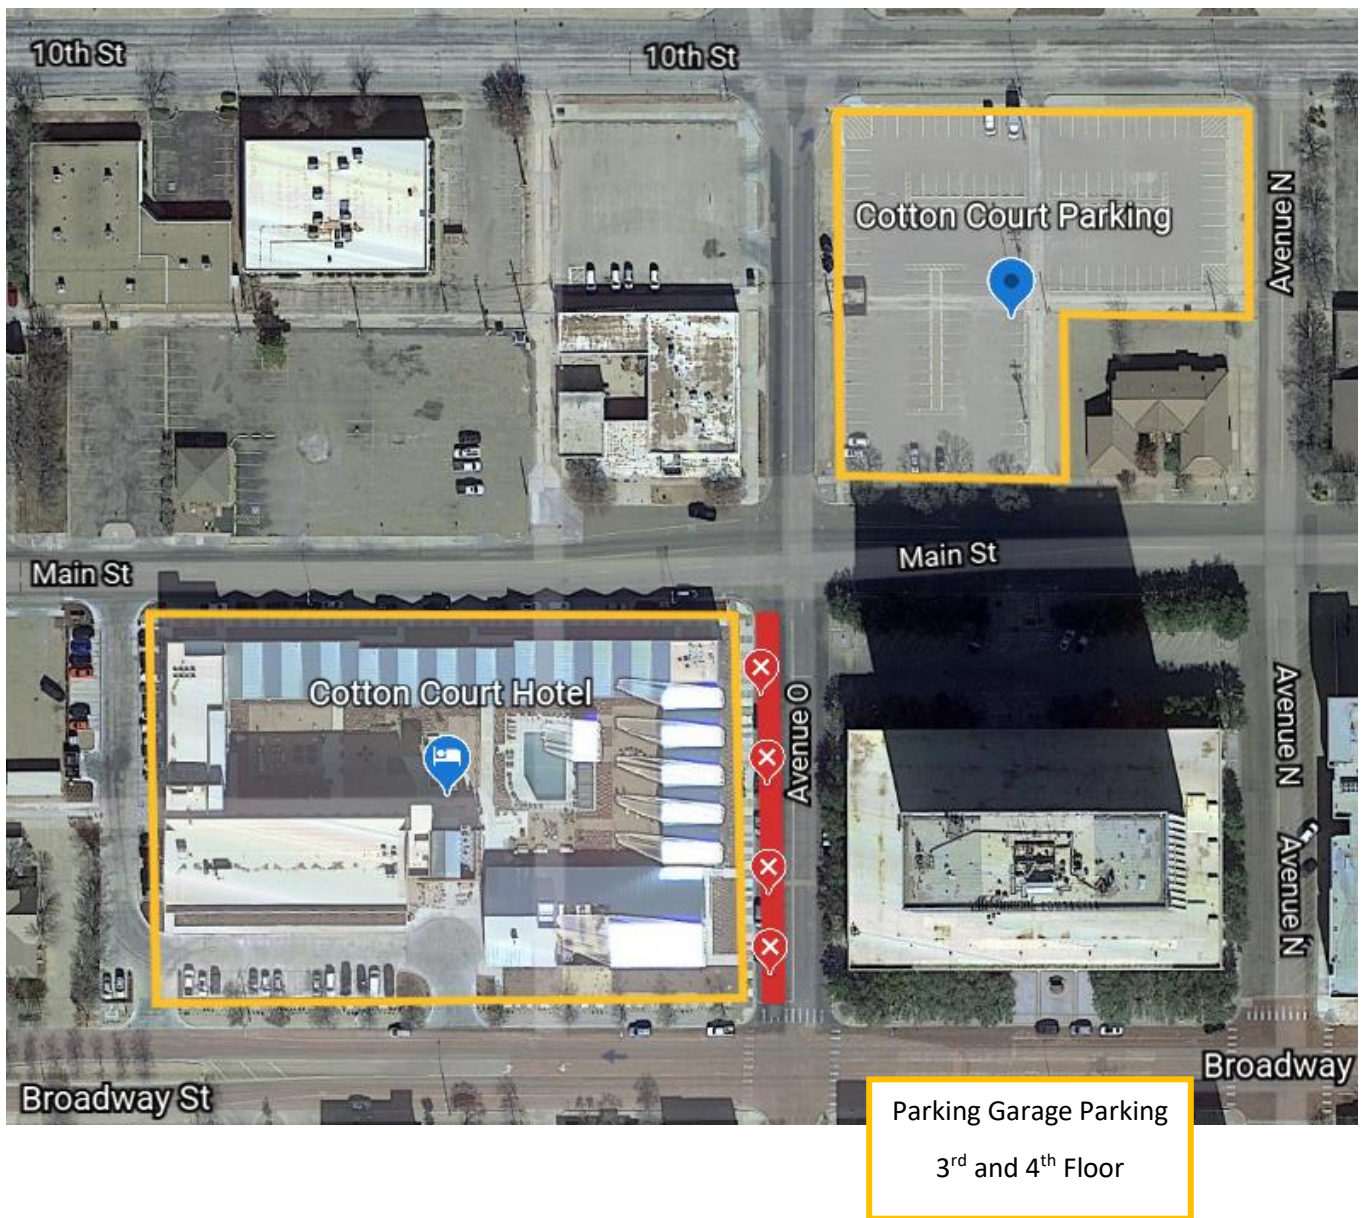 10th St
10th St
Avenue N
Cotton Court Parking
Main St
Main St
Cotton Court Hotel
Avenue O
Avenue N
Avenue N
Broadway St
Broadway
Parking Garage Parking
3rd and 4th Floor